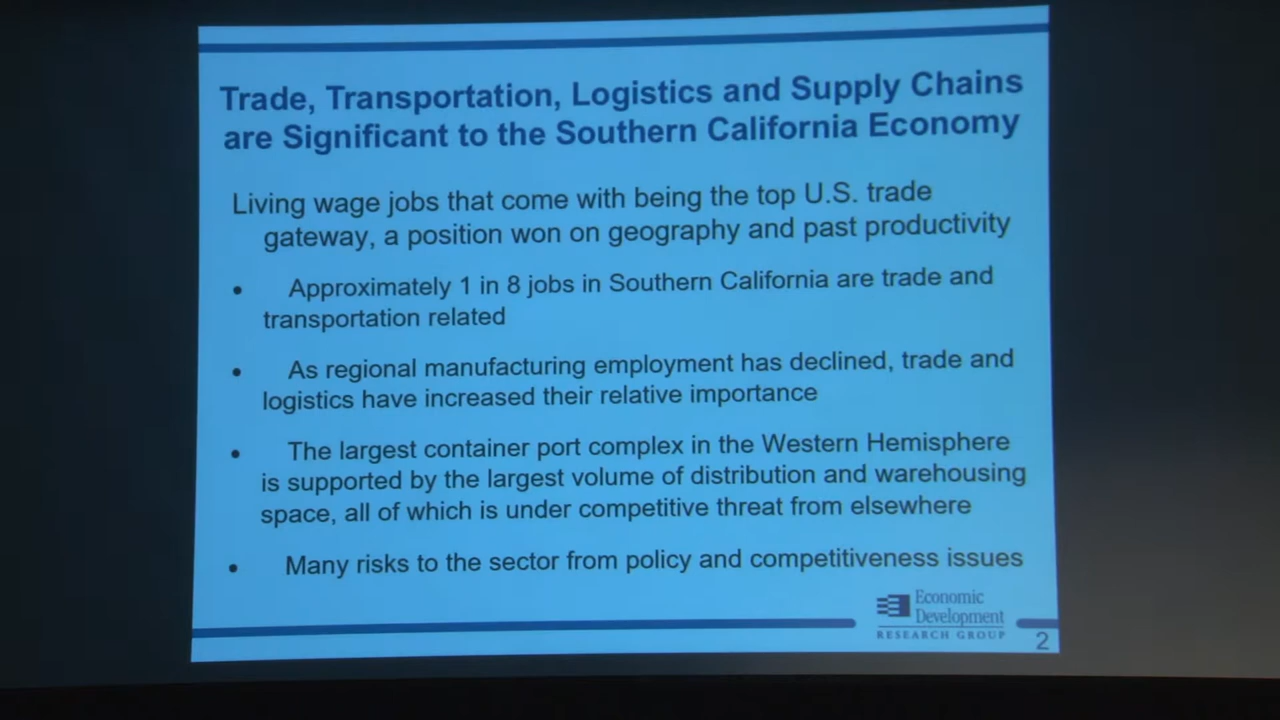 Trade, Transportation, Logistics and Supply Chains
are Significant to the Southern California Economy
Living wage jobs that come with being the top U.S. trade
gateway, a position won on geography and past productivity
• Approximately 1 in 8 jobs in Southern California are trade and
transportation related
• As regional manufacturing employment has declined, trade and
logistics have increased their relative importance
• The largest container port complex in the Western Hemisphere
is supported by the largest volume of distribution and warehousing
space, all of which is under competitive threat from elsewhere
• Many risks to the sector from policy and competitiveness issues
Economic
Development
RESEARCH GROUP
2